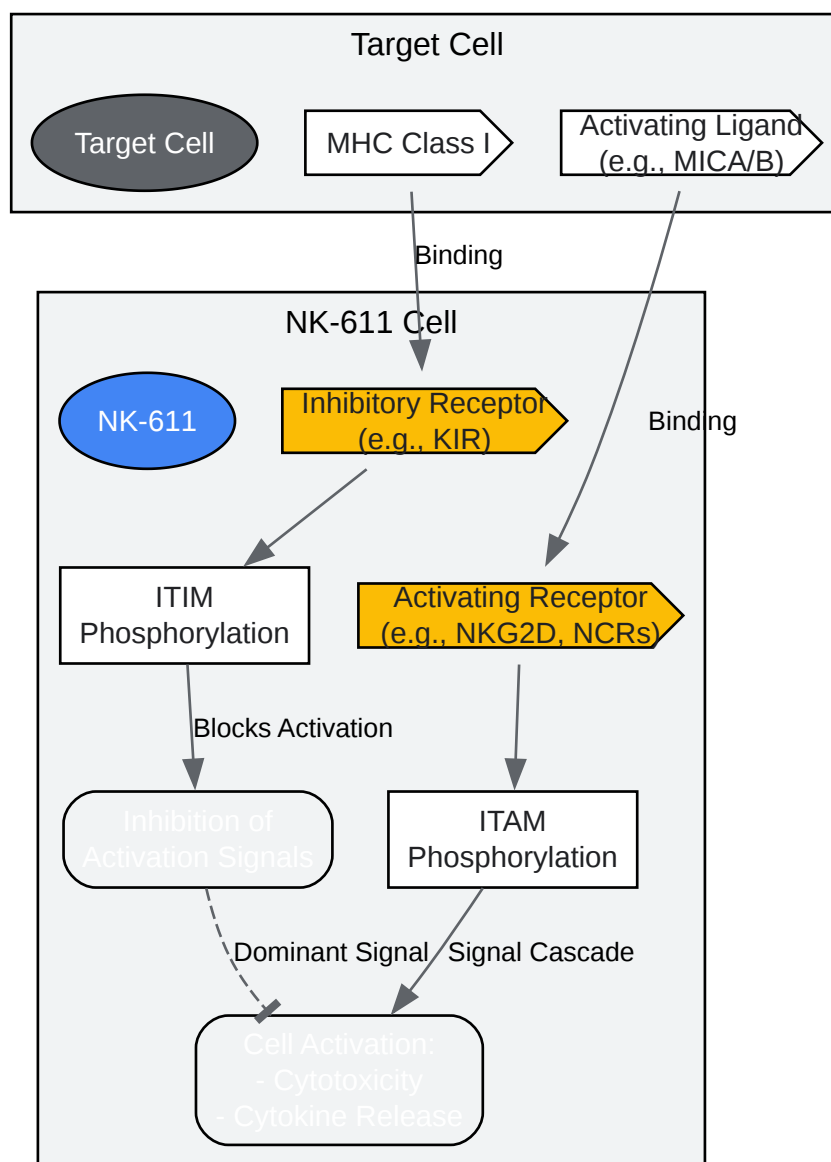 Target Cell
Target Cell
MHC Class I
Activating Ligand
(e.g., MICA/B)
Binding
NK-611 Cell
NK-611
Inhibitory Receptor
(e.g., KIR)
Binding
ITIM
Phosphorylation
Activating Receptor
(e.g., NKG2D, NCRs)
Blocks Activation
Inhibition of
Activation Signals
ITAM
Phosphorylation
Dominant Signal
Signal Cascade
Cell Activation:
- Cytotoxicity
- Cytokine Release